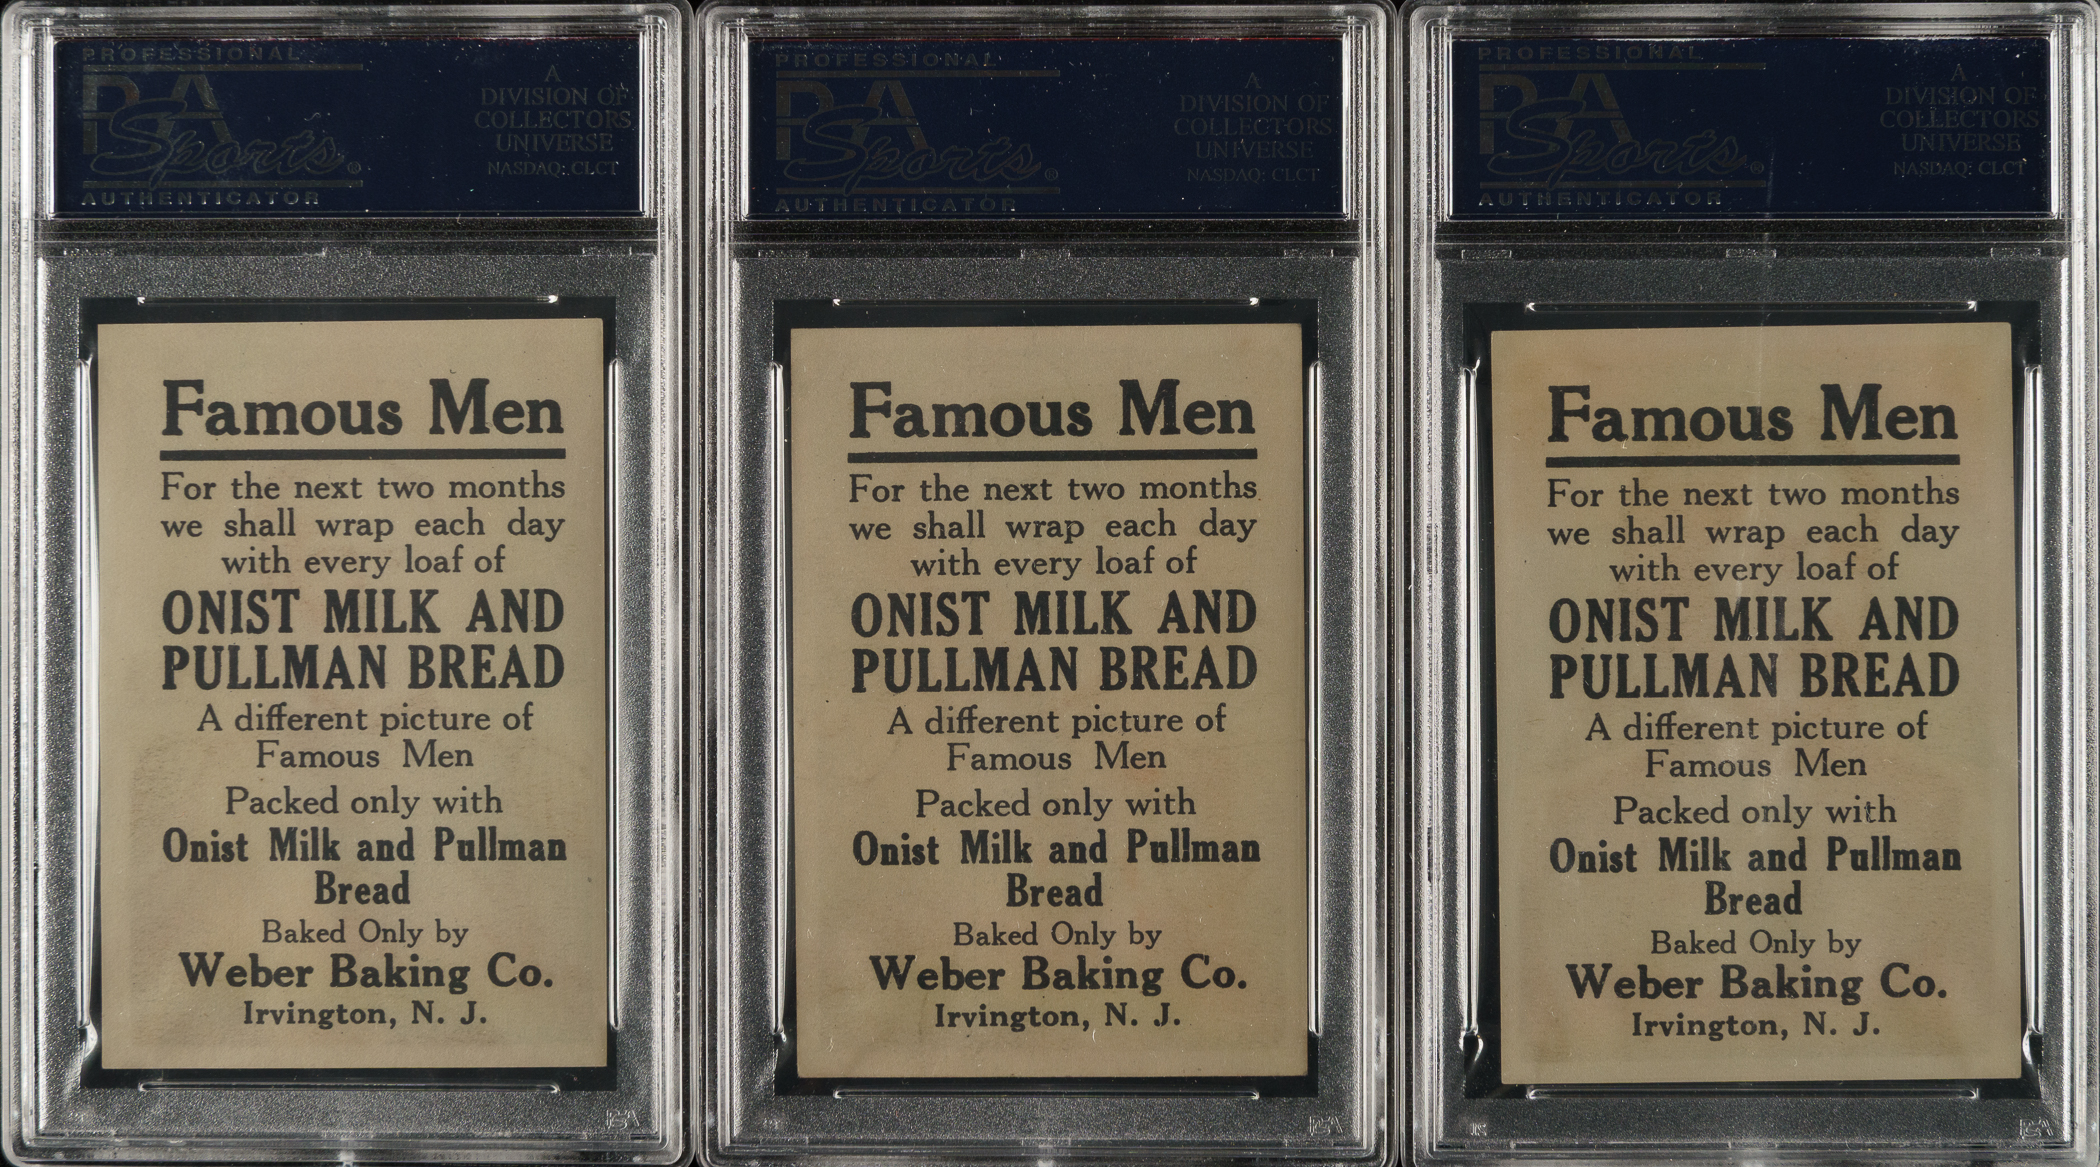 PROFESSIONAL
PSA
Sports®
AUTHENTICATOR
A
DIVISION OF
COLLECTORS
UNIVERSE
NASDAQ: CLCT
Famous Men
For the next two months
we shall wrap each day
with every loaf of
ONIST MILK AND
PULLMAN BREAD
A different picture of
Famous Men
Packed only with
Onist Milk and Pullman
Bread
Baked Only by
Weber Baking Co.
Irvington, N. J.
PSA
PROFESSIONAL
PSA
Sports®
AUTHENTICATOR
A
DIVISION OF
COLLECTORS
UNIVERSE
NASDAQ: CLCT
Famous Men
For the next two months
we shall wrap each day
with every loaf of
ONIST MILK AND
PULLMAN BREAD
A different picture of
Famous Men
Packed only with
Onist Milk and Pullman
Bread
Baked Only by
Weber Baking Co.
Irvington, N. J.
PSA
PROFESSIONAL
PSA
Sports®
AUTHENTICATOR
A
DIVISION OF
COLLECTORS
UNIVERSE
NASDAQ: CLCT
Famous Men
For the next two months
we shall wrap each day
with every loaf of
ONIST MILK AND
PULLMAN BREAD
A different picture of
Famous Men
Packed only with
Onist Milk and Pullman
Bread
Baked Only by
Weber Baking Co.
Irvington, N. J.
PSA